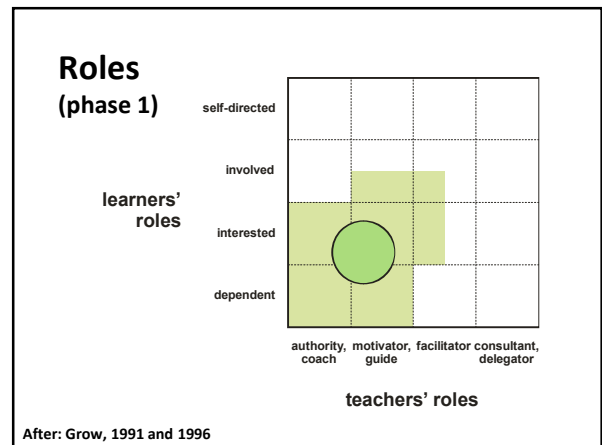 Roles
(phase 1)
self-directed
involved
learners'
roles
interested
dependent
authority, motivator, facilitator consultant,
coach guide delegator
teachers' roles
After: Grow, 1991 and 1996